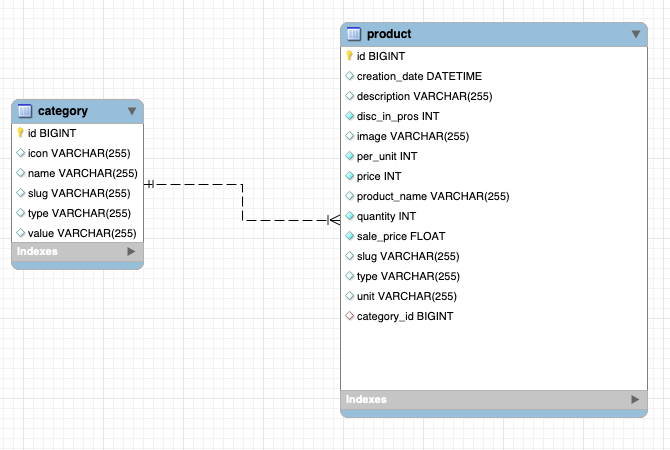 category
id BIGINT
icon VARCHAR(255)
name VARCHAR(255)
slug VARCHAR(255)
type VARCHAR(255)
value VARCHAR(255)
Indexes
product
id BIGINT
creation_date DATETIME
description VARCHAR(255)
disc_in_pros INT
image VARCHAR(255)
per_unit INT
price INT
product_name VARCHAR(255)
quantity INT
sale_price FLOAT
slug VARCHAR(255)
type VARCHAR(255)
unit VARCHAR(255)
category_id BIGINT
Indexes